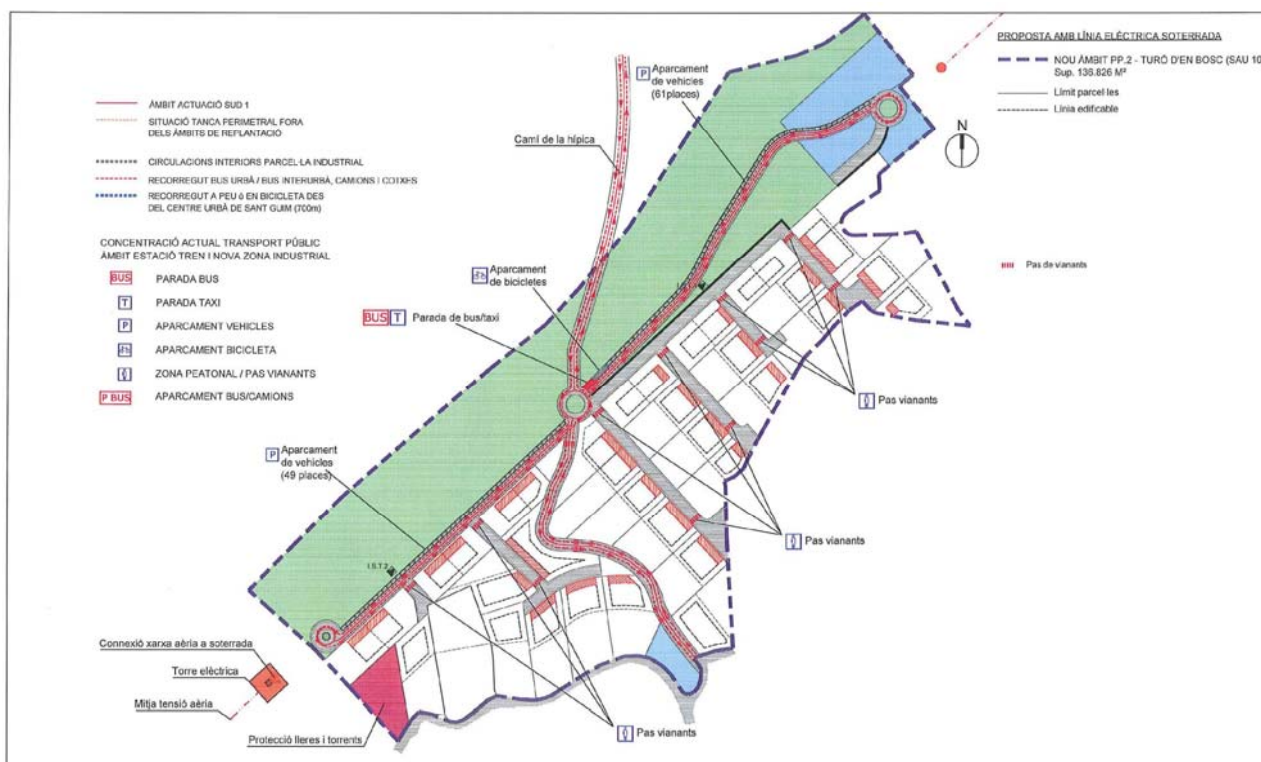 PROPOSTA AMB LÍNIA ELÈCTRICA SOTERRADA
NOU ÀMBIT PP.2 - TURÓ D'EN BOSC (SAU 10
Sup. 136.826 M²
Límit parcel·les
Línia edificable
N
Pas de vianants
ÀMBIT ACTUACIÓ SUD 1
SITUACIÓ TANCA PERIMETRAL FORA
DELS ÀMBITS DE REPLANTACIÓ
CIRCULACIONS INTERIORS PARCEL·LA INDUSTRIAL
RECORREGUT BUS URBÀ / BUS INTERURBÀ, CAMIONS I COTXES
RECORREGUT A PEU Ó EN BICICLETA DES
DEL CENTRE URBÀ DE SANT GUIM (700m)
CONCENTRACIÓ ACTUAL TRANSPORT PÚBLIC
ÀMBIT ESTACIÓ TREN I NOVA ZONA INDUSTRIAL
BUS PARADA BUS
T PARADA TAXI
P APARCAMENT VEHICLES
APARCAMENT BICICLETA
ZONA PEATONAL / PAS VIANANTS
P BUS APARCAMENT BUS/CAMIONS
P Aparcament
de vehicles
(61places)
Camí de la hípica
Aparcament
de bicicletes
BUS T Parada de bus/taxi
P Aparcament
de vehicles
(49 places)
Pas vianants
Pas vianants
Pas vianants
Connexió xarxa aèria a soterrada
Torre elèctrica
Mitja tensió aèria
Protecció lleres i torrents